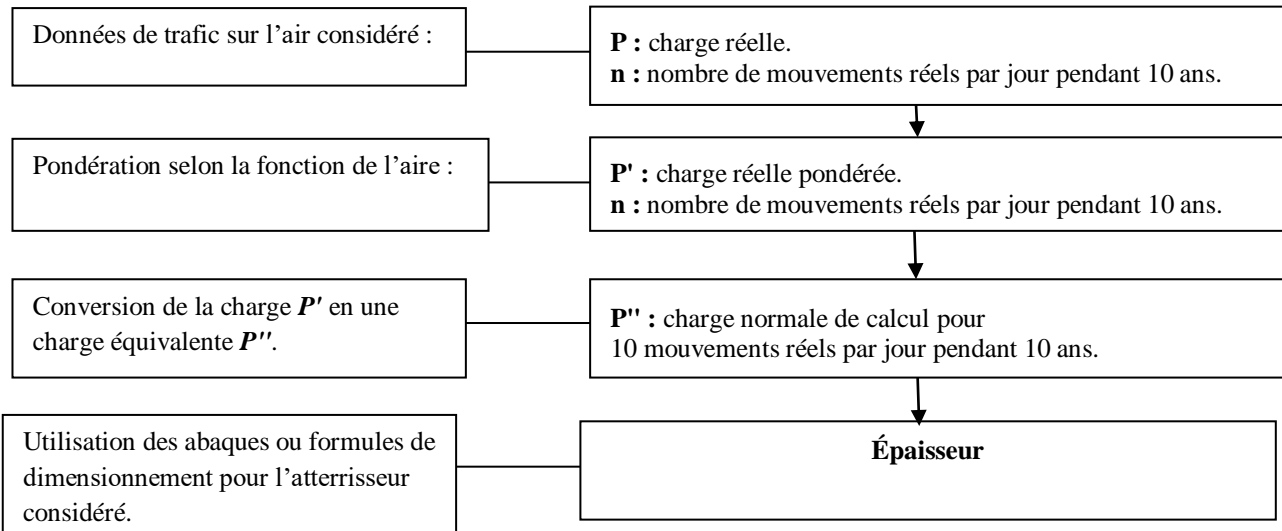 Données de trafic sur l’air considéré :
P : charge réelle.
n : nombre de mouvements réels par jour pendant 10 ans.
Pondération selon la fonction de l’aire :
P' : charge réelle pondérée.
n : nombre de mouvements réels par jour pendant 10 ans.
Conversion de la charge P' en une
charge équivalente P''.
P'' : charge normale de calcul pour
10 mouvements réels par jour pendant 10 ans.
Utilisation des abaques ou formules de
dimensionnement pour l’atterrisseur
considéré.
Épaisseur